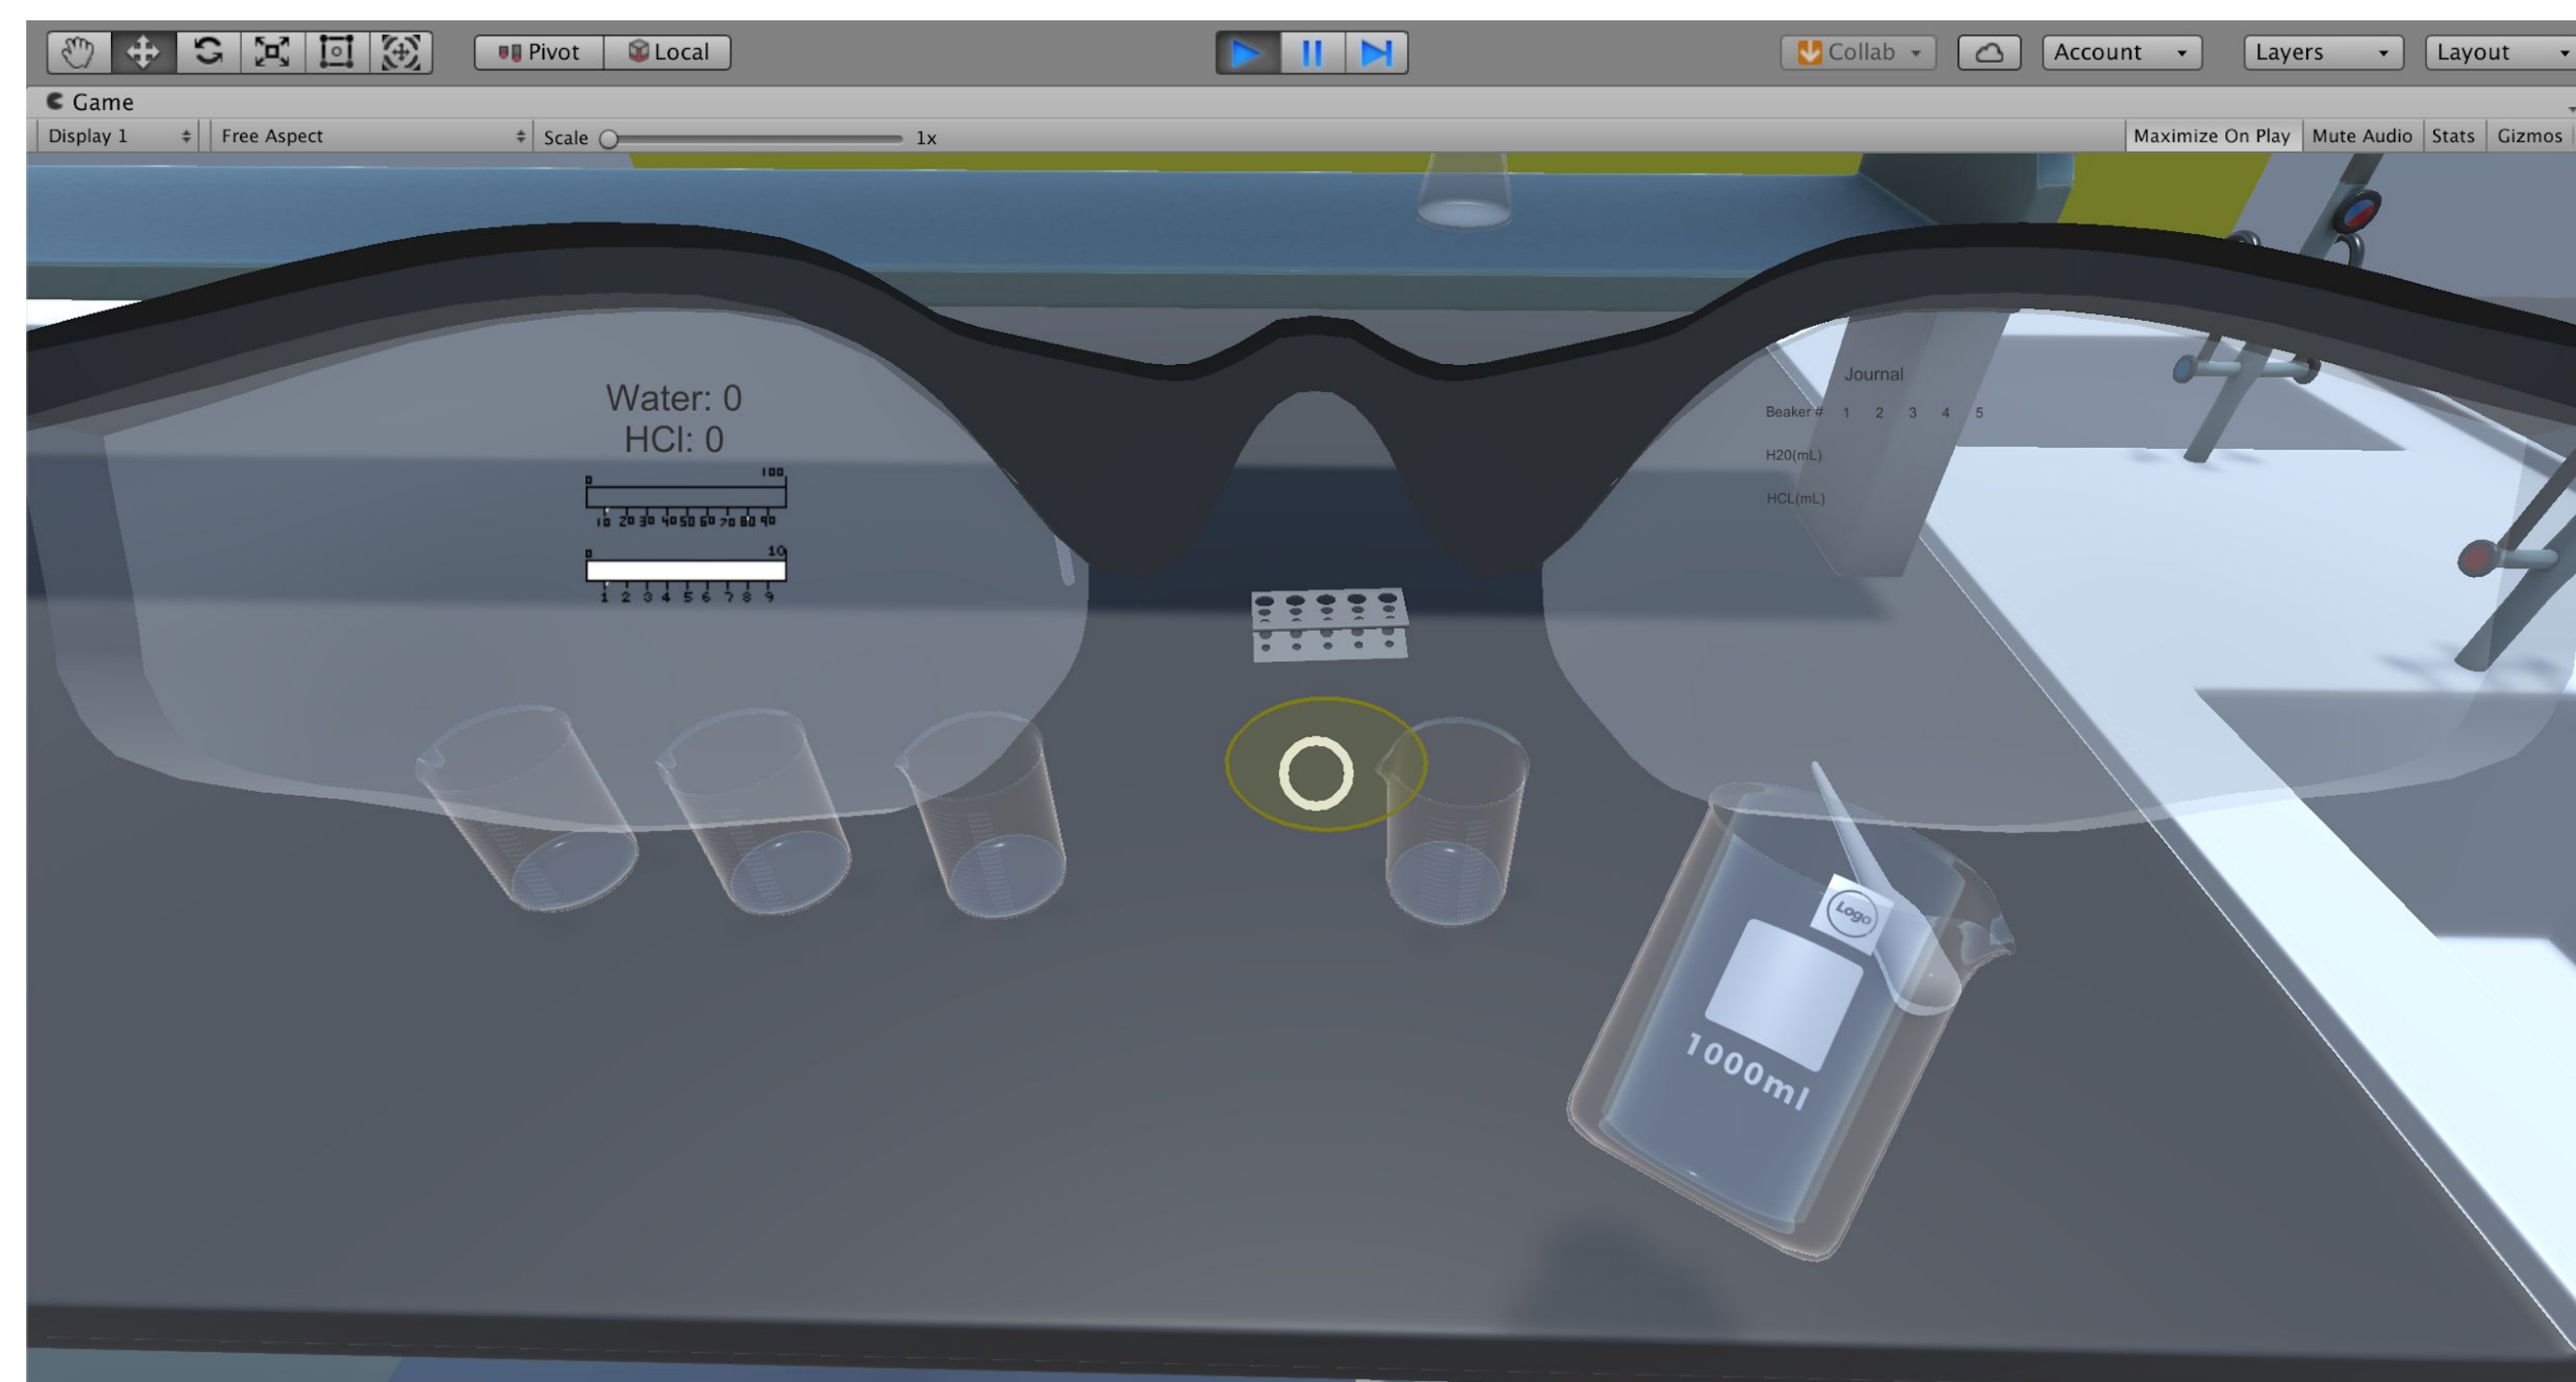 Pivot Local Collab Account Layers Layout
Game
Display 1 Free Aspect Scale 1x Maximize On Play Mute Audio Stats Gizmos
Water: 0
HCl: 0
0 100
10 20 30 40 50 60 70 80 90
0 10
1 2 3 4 5 6 7 8 9
Journal
Beaker # 1 2 3 4 5
H20(mL)
HCL(mL)
Logo
1000ml